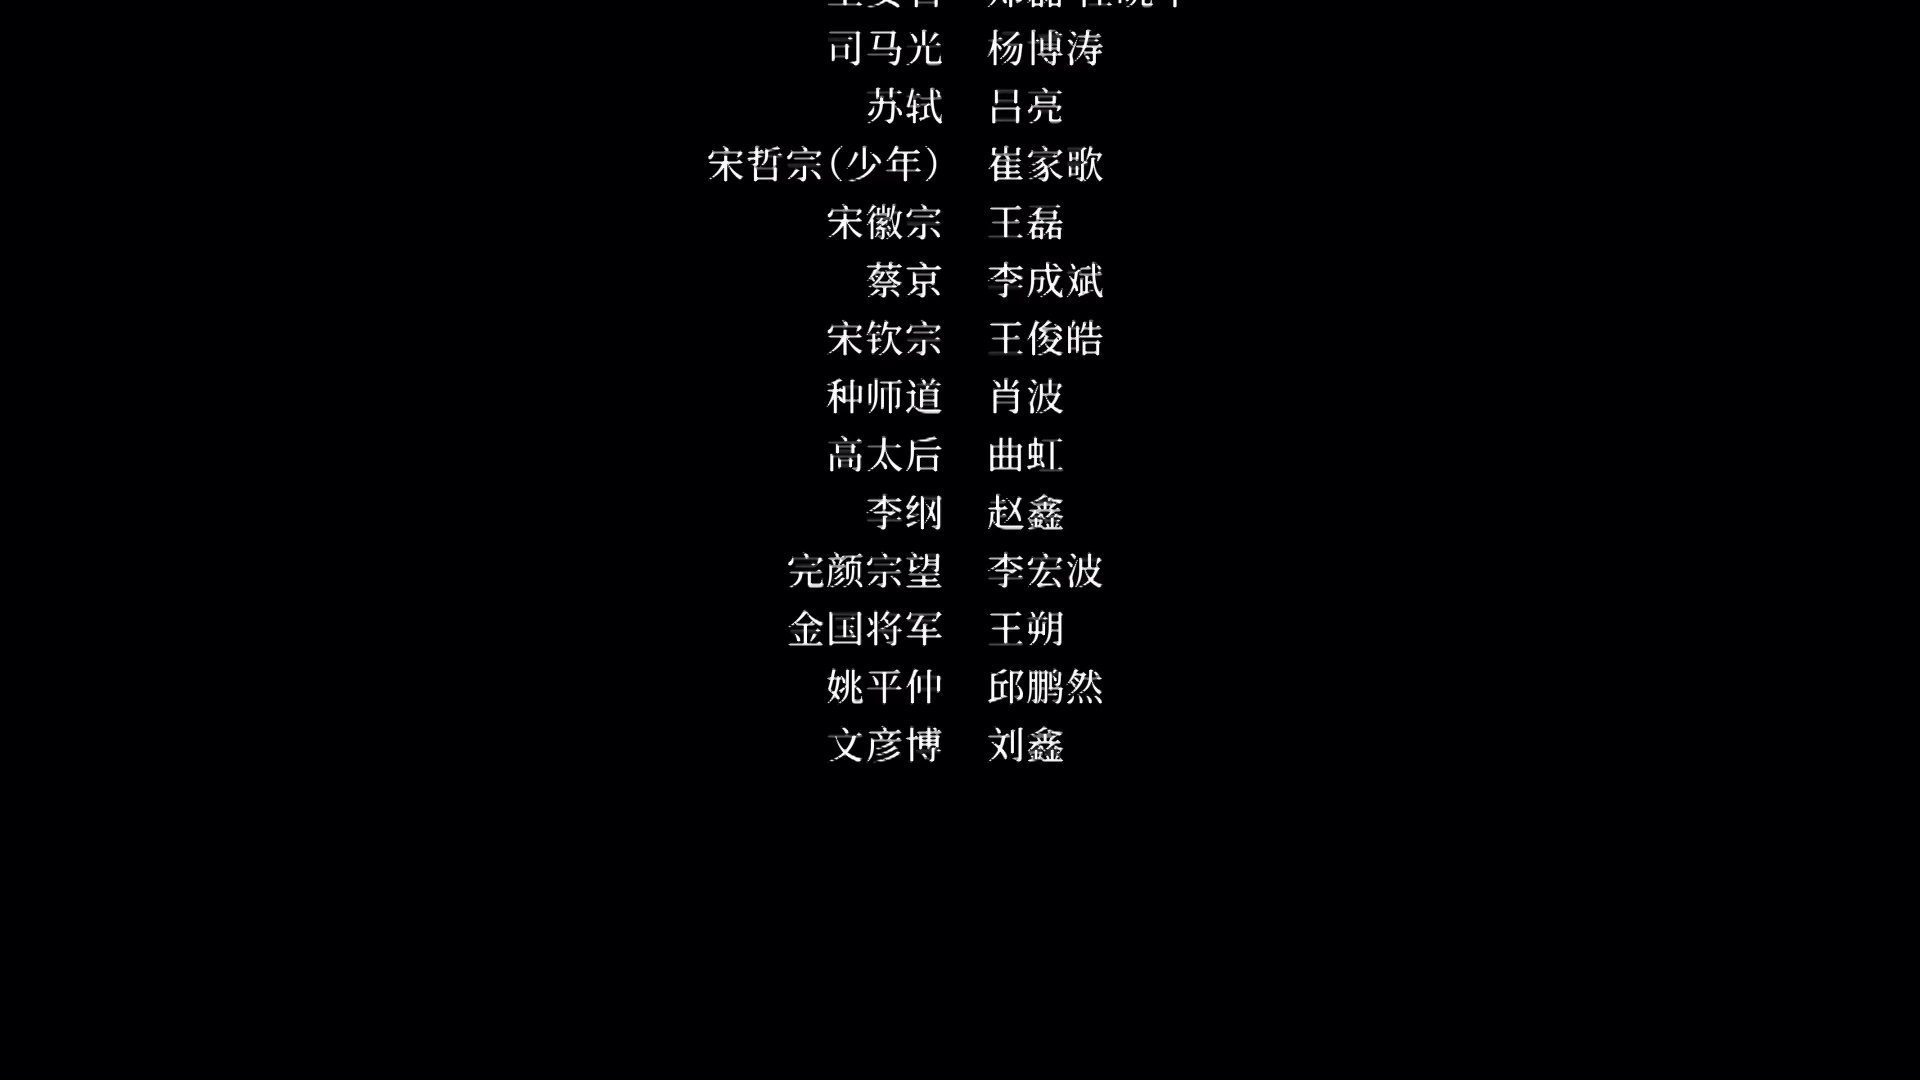 司马光 杨博涛
苏轼 吕亮
宋哲宗(少年) 崔家歌
宋徽宗 王磊
蔡京 李成斌
宋钦宗 王俊皓
种师道 肖波
高太后 曲虹
李纲 赵鑫
完颜宗望 李宏波
金国将军 王朔
姚平仲 邱鹏然
文彦博 刘鑫